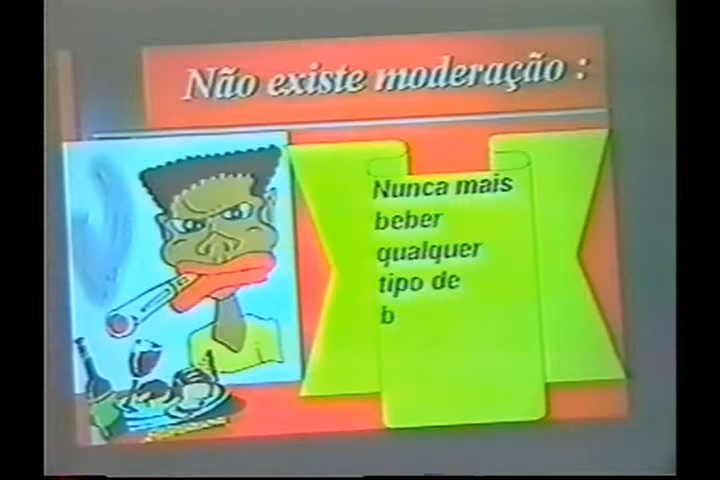 Não existe moderação :
Nunca mais
beber
qualquer
tipo de
b